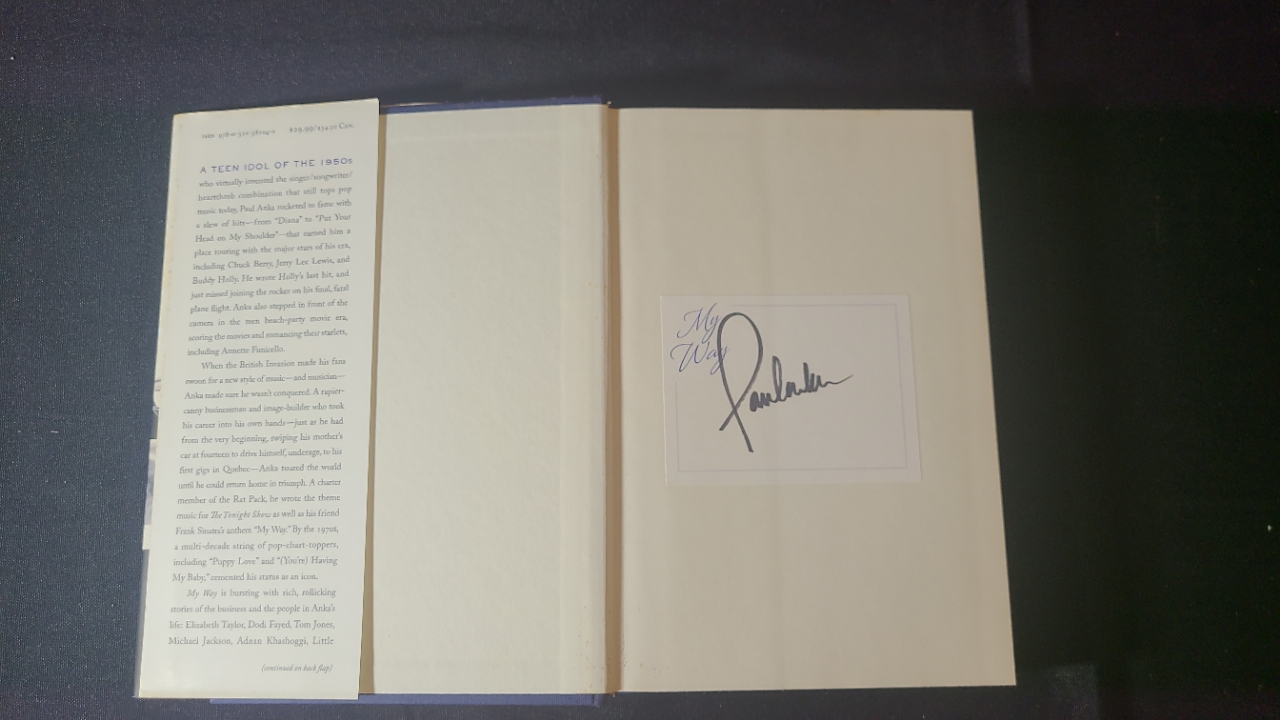 ISBN
$29.99/$34.50 Can.
A TEEN IDOL OF THE 1950s
who virtually invented the singer/songwriter/
heartthrob combination that still tops pop
music today, Paul Anka rocketed to fame with
a slew of hits—from "Diana" to "Put Your
Head on My Shoulder"—that earned him a
place touring with the major stars of his era,
including Chuck Berry, Jerry Lee Lewis, and
Buddy Holly. He wrote Holly's last hit, and
just missed joining the rocker on his final, fatal
plane flight. Anka also stepped in front of the
camera in the teen beach-party movie era,
scoring the movies and romancing their starlets,
including Annette Funicello.
When the British Invasion made his fans
swoon for a new style of music—and musician—
Anka made sure he wasn't conquered. A rapier-
canny businessman and image-builder who took
his career into his own hands—just as he had
from the very beginning, swiping his mother's
car at fourteen to drive himself, underage, to his
first gigs in Quebec—Anka toured the world
until he could return home in triumph. A charter
member of the Rat Pack, he wrote the theme
music for The Tonight Show as well as his friend
Frank Sinatra's anthem "My Way." By the 1970s,
a multi-decade string of pop-chart-toppers,
including "Puppy Love" and "(You're) Having
My Baby," cemented his status as an icon.
My Way is bursting with rich, rollicking
stories of the business and the people in Anka's
life: Elizabeth Taylor, Dodi Fayed, Tom Jones,
Michael Jackson, Adnan Khashoggi, Little
(continued on back flap)
My
Way
Paul Anka